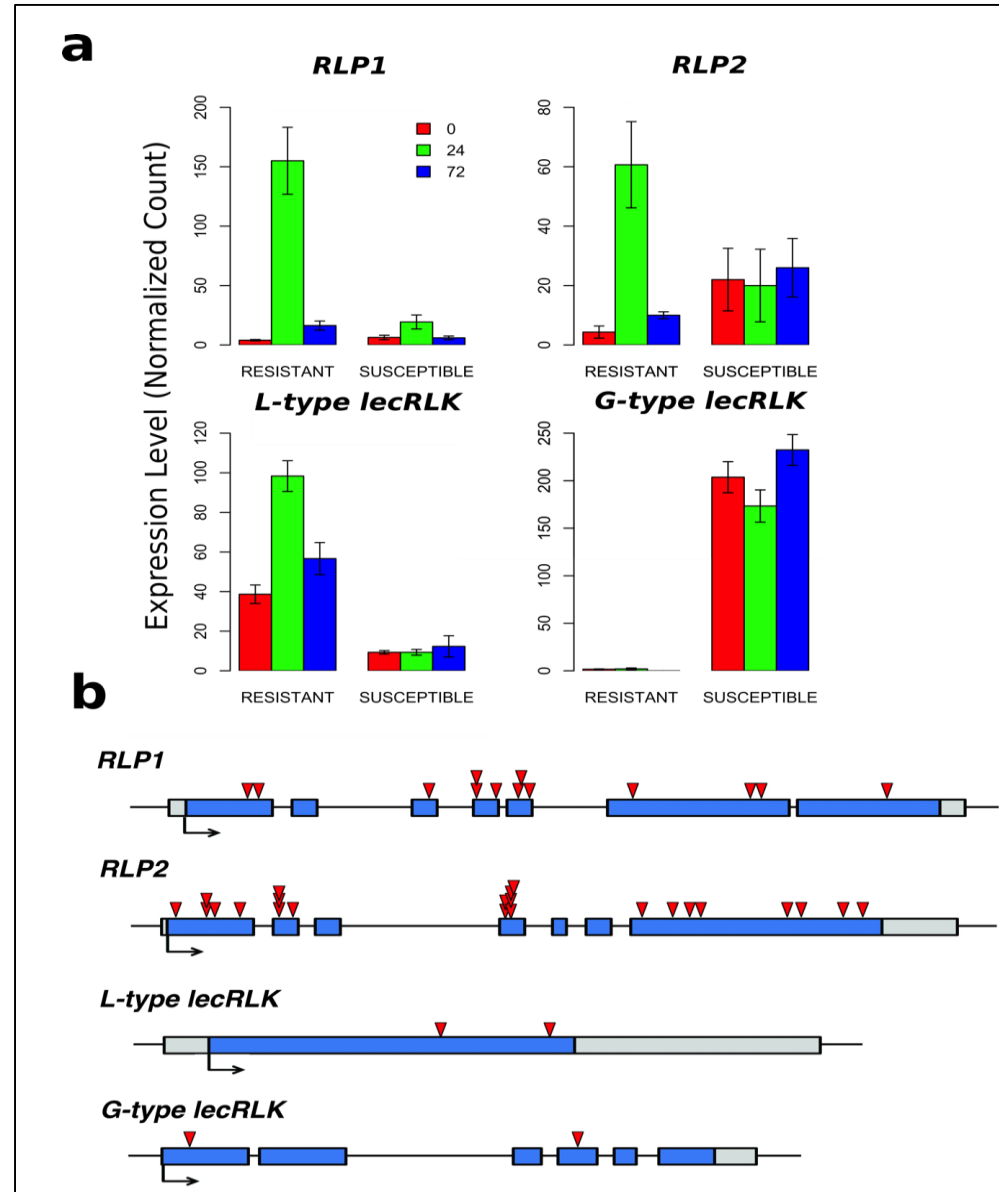 a
RLP1
RLP2
Expression Level (Normalized Count)
200
150
100
50
0
0
24
72
RESISTANT
SUSCEPTIBLE
80
60
40
20
0
RESISTANT
SUSCEPTIBLE
L-type lecRLK
G-type lecRLK
120
100
80
60
40
20
0
RESISTANT
SUSCEPTIBLE
250
200
150
100
50
0
RESISTANT
SUSCEPTIBLE
b
RLP1
RLP2
L-type lecRLK
G-type lecRLK